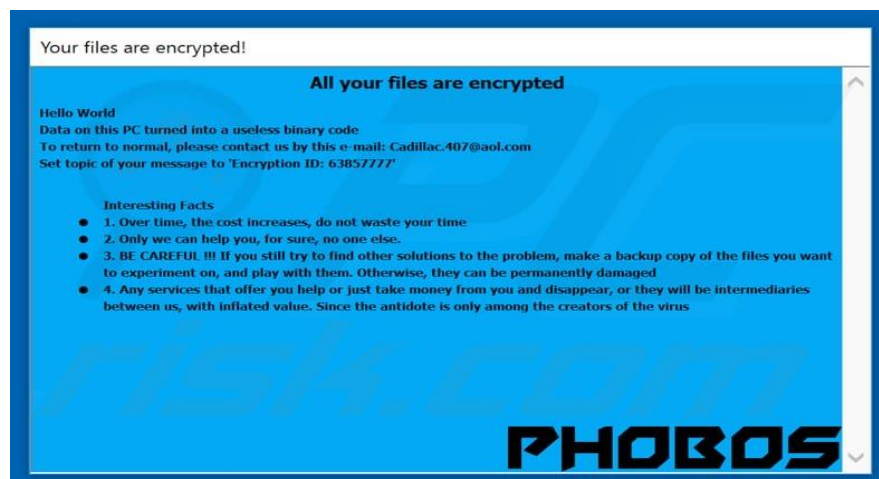 Your files are encrypted!
All your files are encrypted
Hello World
Data on this PC turned into a useless binary code
To return to normal, please contact us by this e-mail: Cadillac.407@aol.com
Set topic of your message to 'Encryption ID: 63857777'
Interesting Facts
● 1. Over time, the cost increases, do not waste your time
● 2. Only we can help you, for sure, no one else.
● 3. BE CAREFUL !!! If you still try to find other solutions to the problem, make a backup copy of the files you want
to experiment on, and play with them. Otherwise, they can be permanently damaged
● 4. Any services that offer you help or just take money from you and disappear, or they will be intermediaries
between us, with inflated value. Since the antidote is only among the creators of the virus
risk.com
PHOBOS